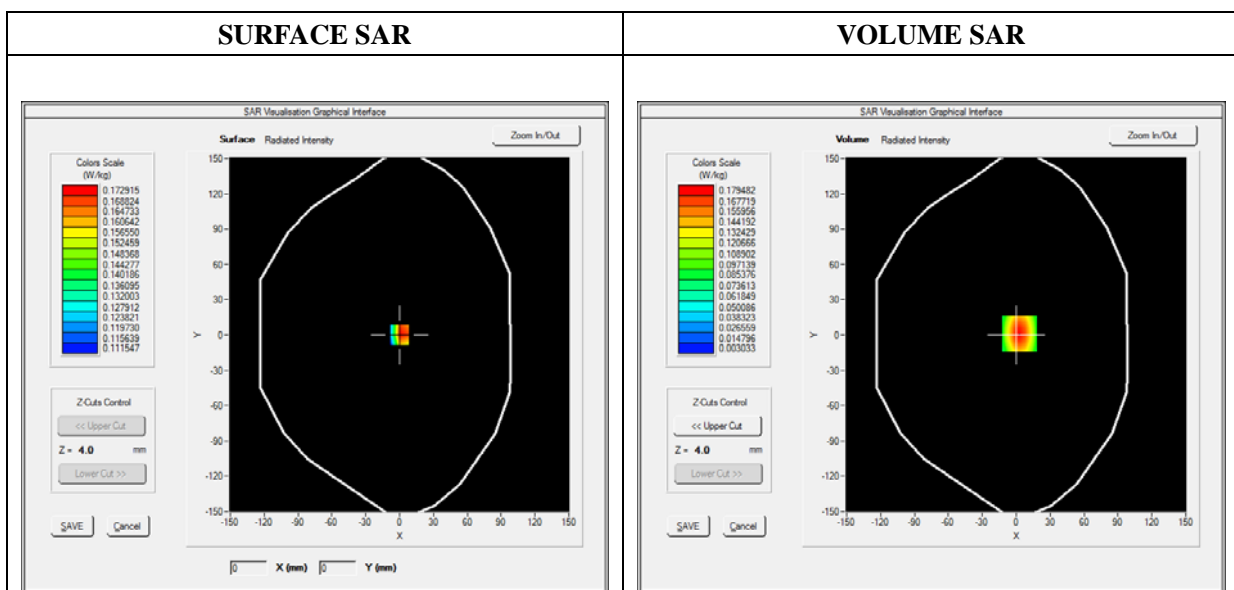 SURFACE SAR
VOLUME SAR
SAR Visualisation Graphical Interface
Surface Radiated Intensity
Zoom In/Out
Colors Scale
(W/kg)
0.172915
0.168824
0.164733
0.160642
0.156550
0.152459
0.148368
0.144277
0.140186
0.136095
0.132003
0.127912
0.123821
0.119730
0.115639
0.111547
Z-Cuts Control
<< Upper Cut
Z = 4.0 mm
Lower Cut >>
SAVE Cancel
150
120
90
60
30
0
-30
-60
-90
-120
-150
Y
-150 -120 -90 -60 -30 0 30 60 90 120 150
X
0 X (mm) 0 Y (mm)
SAR Visualisation Graphical Interface
Volume Radiated Intensity
Zoom In/Out
Colors Scale
(W/kg)
0.179482
0.167719
0.155956
0.144192
0.132429
0.120666
0.108902
0.097139
0.085376
0.073613
0.061849
0.050086
0.038323
0.026559
0.014796
0.003033
Z-Cuts Control
<< Upper Cut
Z = 4.0 mm
Lower Cut >>
SAVE Cancel
150
120
90
60
30
0
-30
-60
-90
-120
-150
Y
-150 -120 -90 -60 -30 0 30 60 90 120 150
X